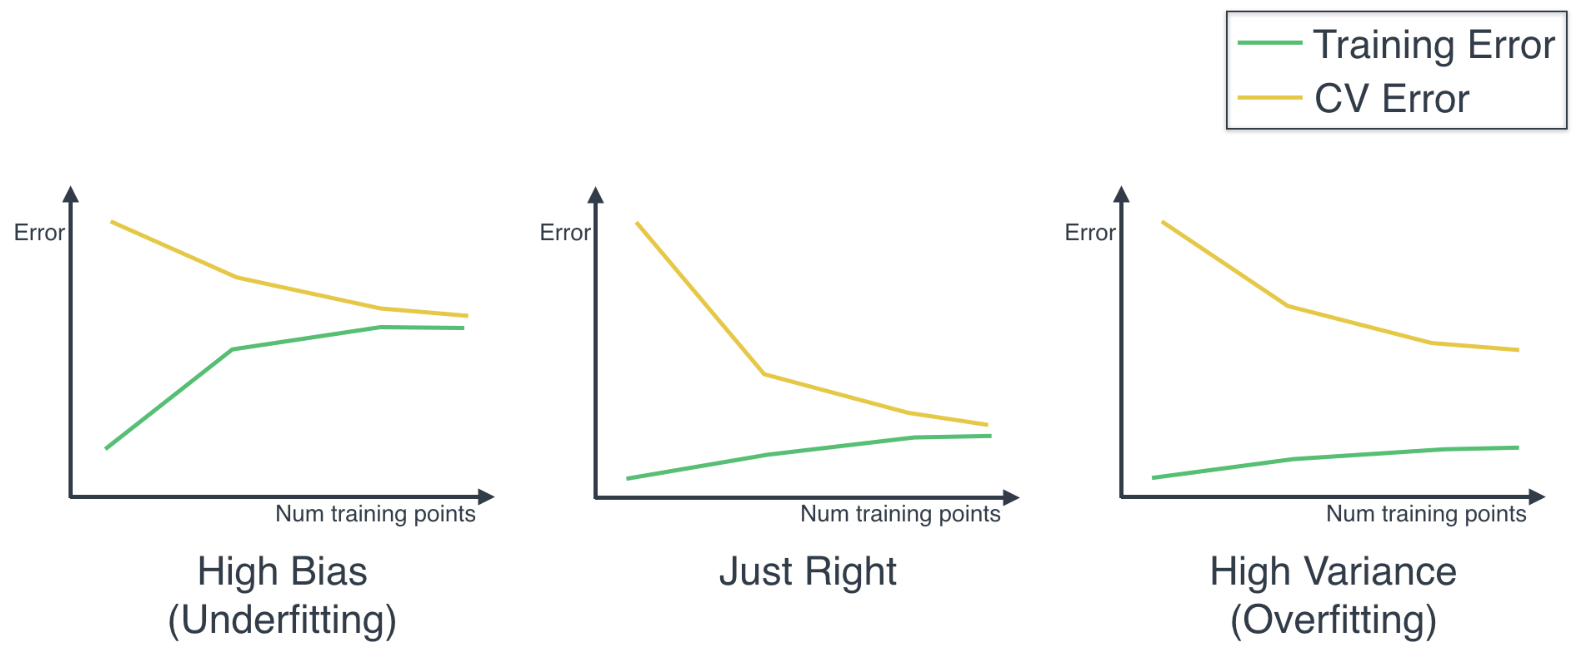 Training Error
CV Error
Error
Num training points
High Bias
(Underfitting)
Error
Num training points
Just Right
Error
Num training points
High Variance
(Overfitting)